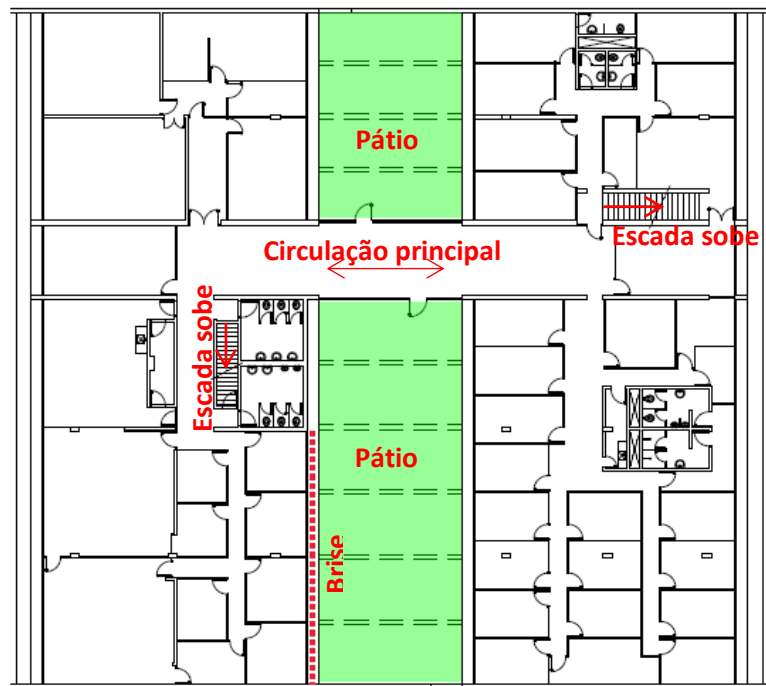 Pátio
Circulação principal
Escada sobe
Escada sobe
Pátio
Brise